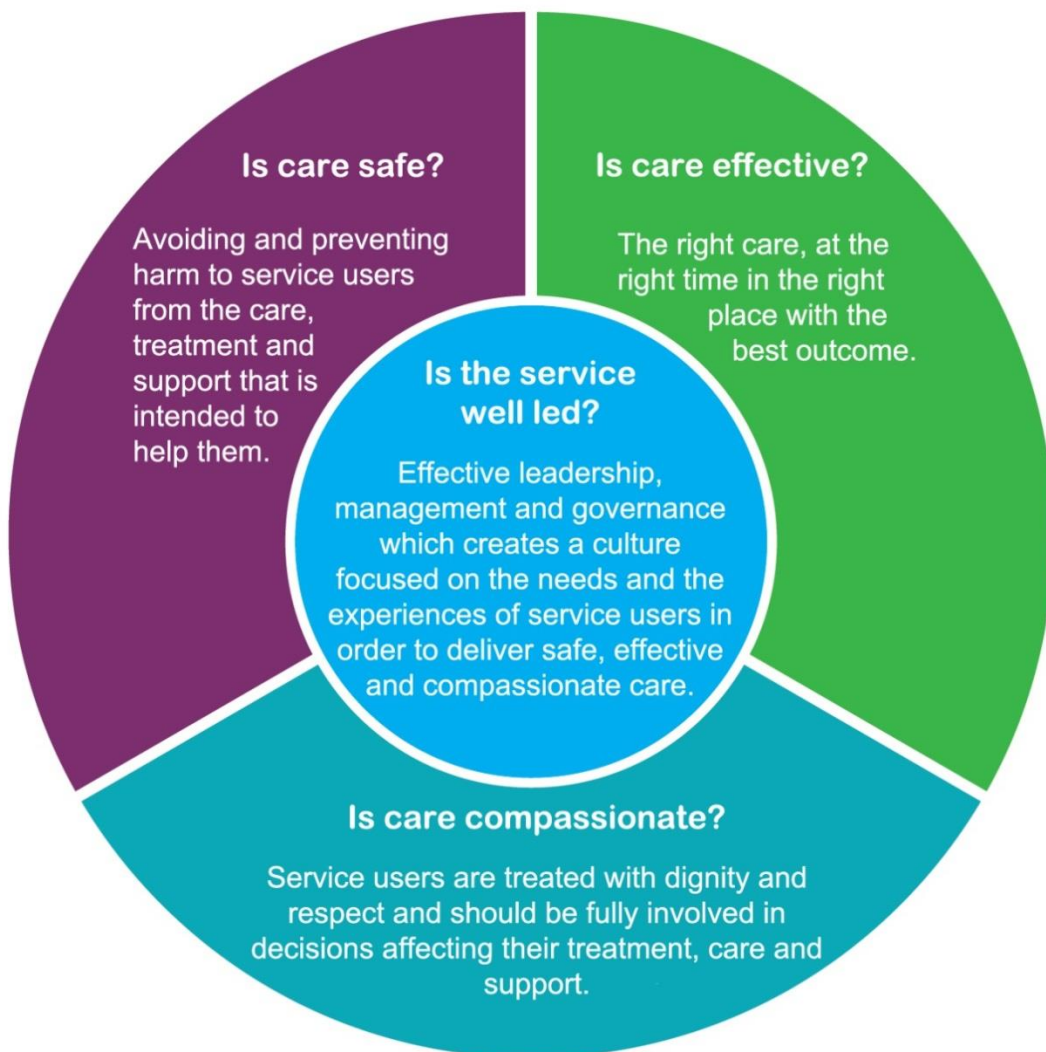 Is care safe?
Avoiding and preventing
harm to service users
from the care,
treatment and
support that is
intended to
help them.
Is care effective?
The right care, at the
right time in the right
place with the
best outcome.
Is the service
well led?
Effective leadership,
management and governance
which creates a culture
focused on the needs and the
experiences of service users in
order to deliver safe, effective
and compassionate care.
Is care compassionate?
Service users are treated with dignity and
respect and should be fully involved in
decisions affecting their treatment, care and
support.